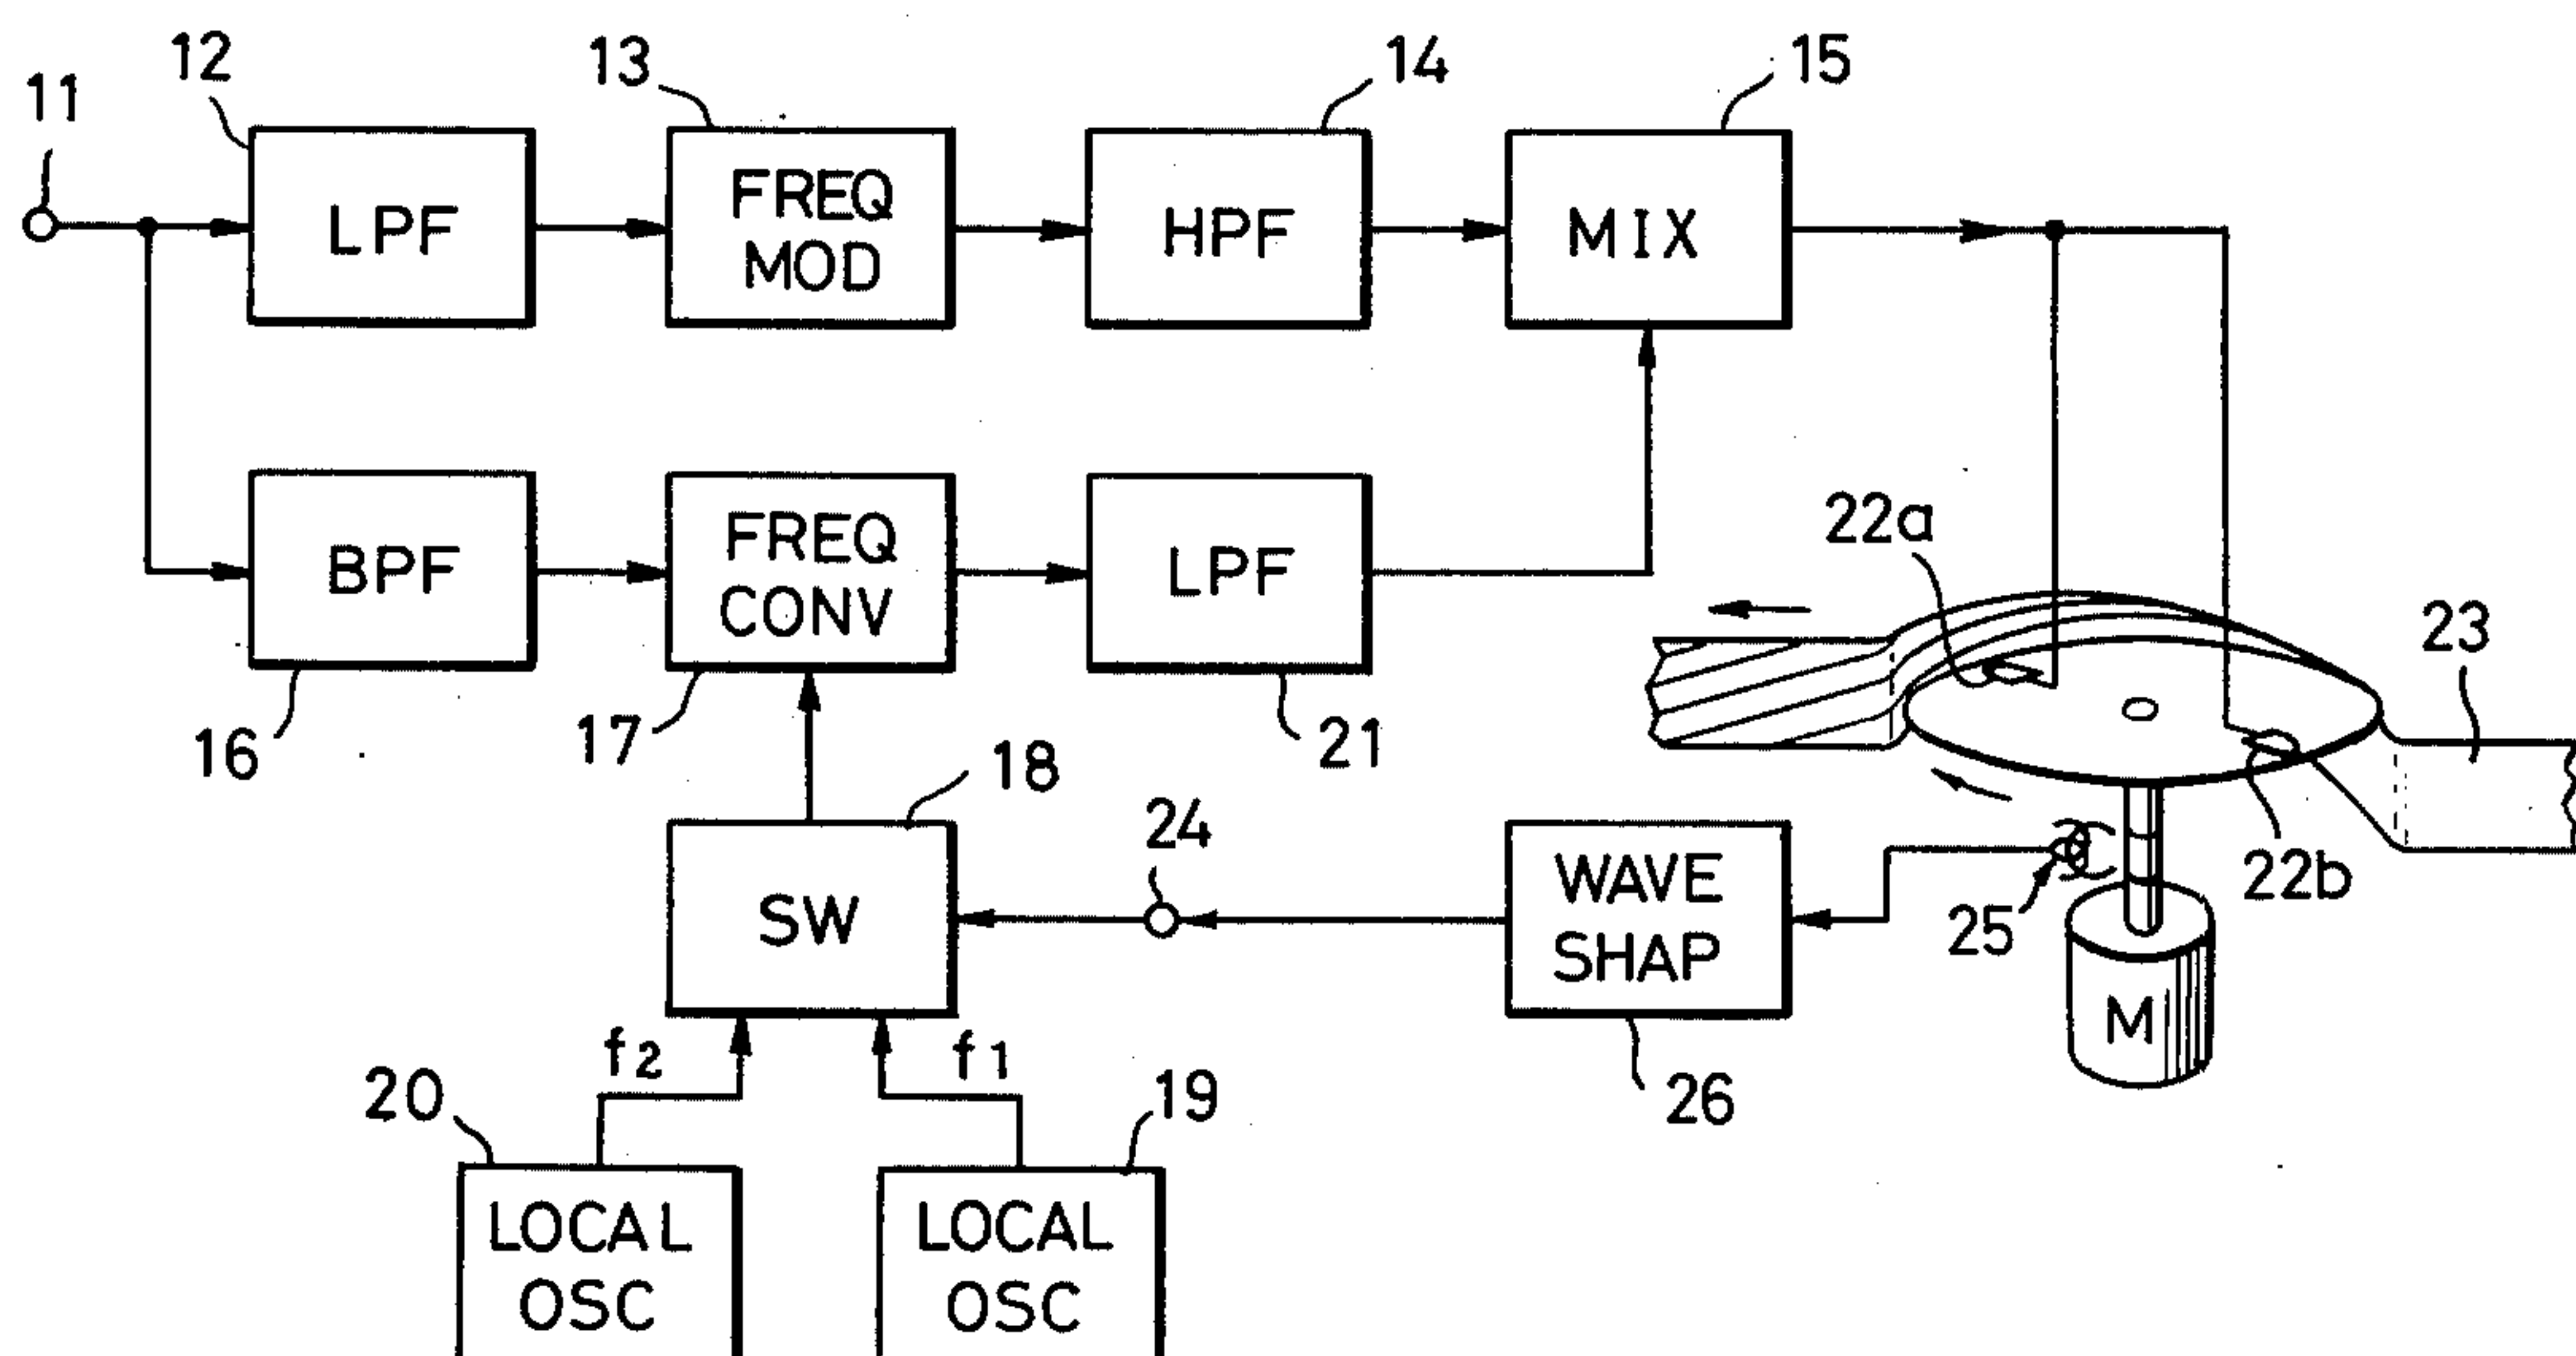 11
12
13
14
15
LPF
FREQ
MOD
HPF
MIX
BPF
FREQ
CONV
LPF
22a
23
16
17
21
18
24
22b
25
SW
WAVE
SHAP
M
f2
f1
20
19
26
LOCAL
OSC
LOCAL
OSC